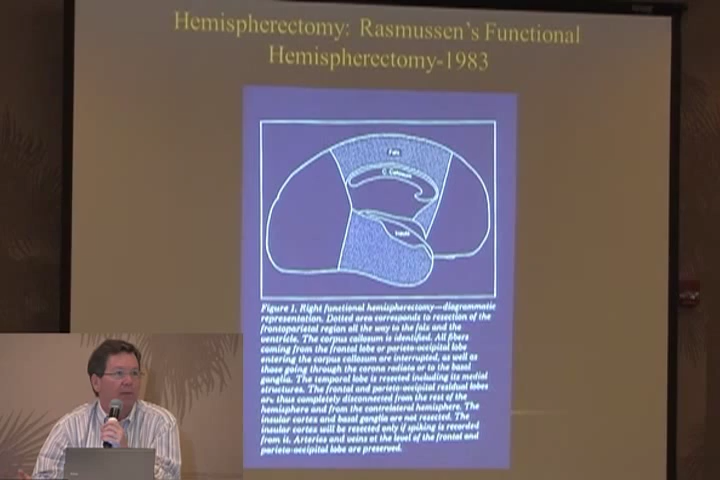 Hemispherectomy: Rasmussen's Functional
Hemispherectomy-1983
Falx
C. Callosum
Insula
Figure 1. Right functional hemispherectomy—diagrammatic
representation. Dotted area corresponds to resection of the
frontoparietal region all the way to the falx and the
ventricle. The corpus callosum is identified. All fibers
coming from the frontal lobe or parieto-occipital lobe
entering the corpus callosum are interrupted, as well as
those going through the corona radiata or to the basal
ganglia. The temporal lobe is resected including its medial
structures. The frontal and parieto-occipital residual lobes
are thus completely disconnected from the rest of the
hemisphere and from the contralateral hemisphere. The
insular cortex and basal ganglia are not resected. The
insular cortex will be resected only if spiking is recorded
from it. Arteries and veins at the level of the frontal and
parieto-occipital lobe are preserved.